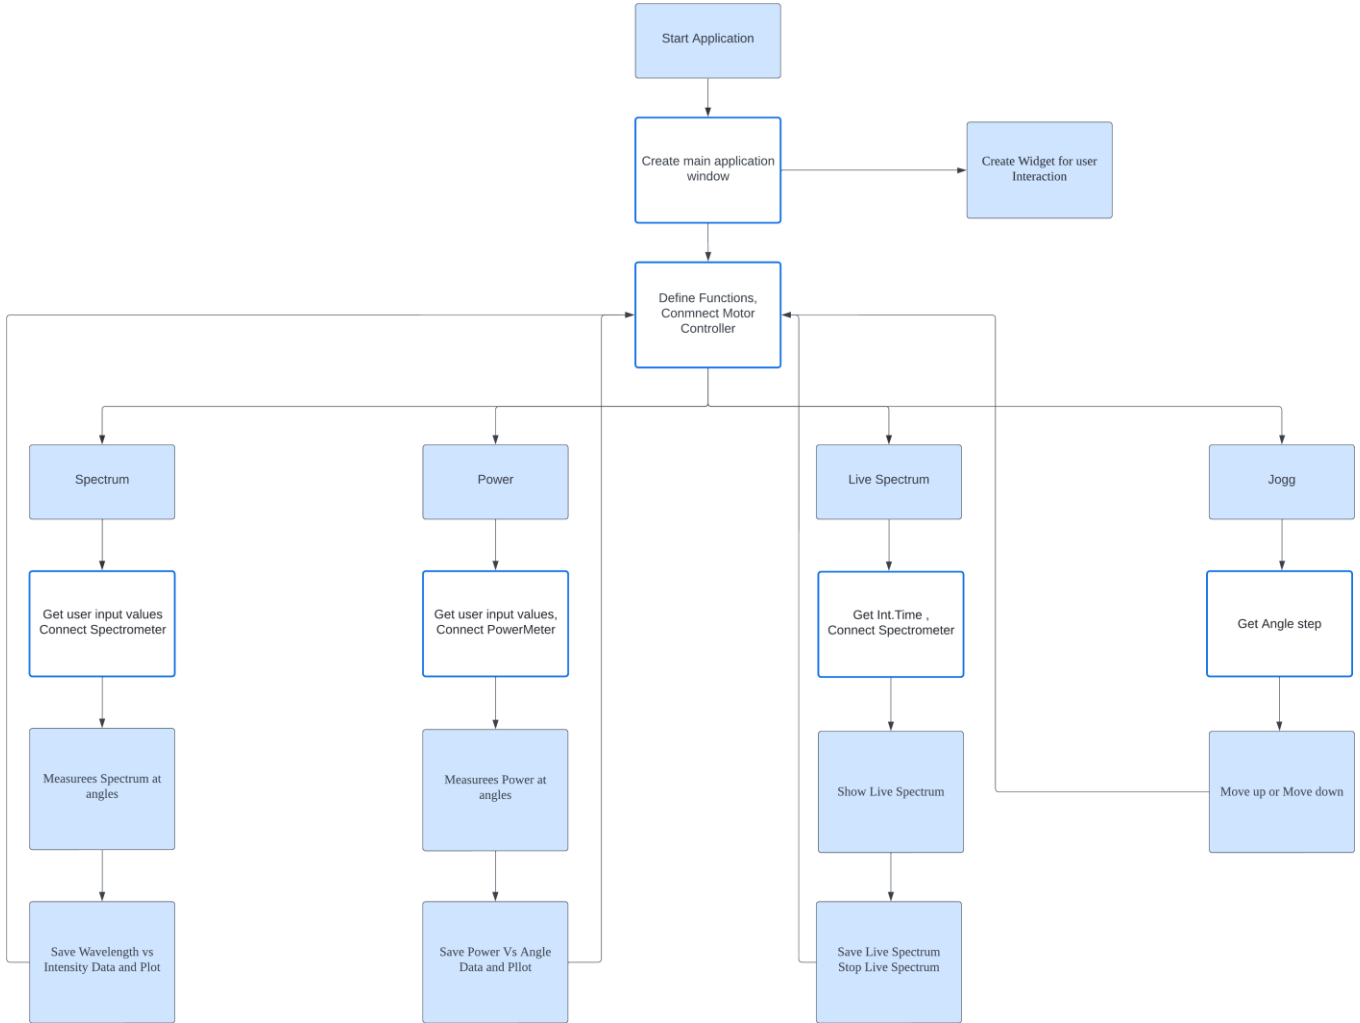 Start Application
Create main application
window
Create Widget for user
Interaction
Define Functions,
Conmnect Motor
Controller
Spectrum
Power
Live Spectrum
Jogg
Get user input values
Connect Spectrometer
Get user input values,
Connect PowerMeter
Get Int.Time ,
Connect Spectrometer
Get Angle step
Measurees Spectrum at
angles
Measurees Power at
angles
Show Live Spectrum
Move up or Move down
Save Wavelength vs
Intensity Data and Plot
Save Power Vs Angle
Data and Pllot
Save Live Spectrum
Stop Live Spectrum